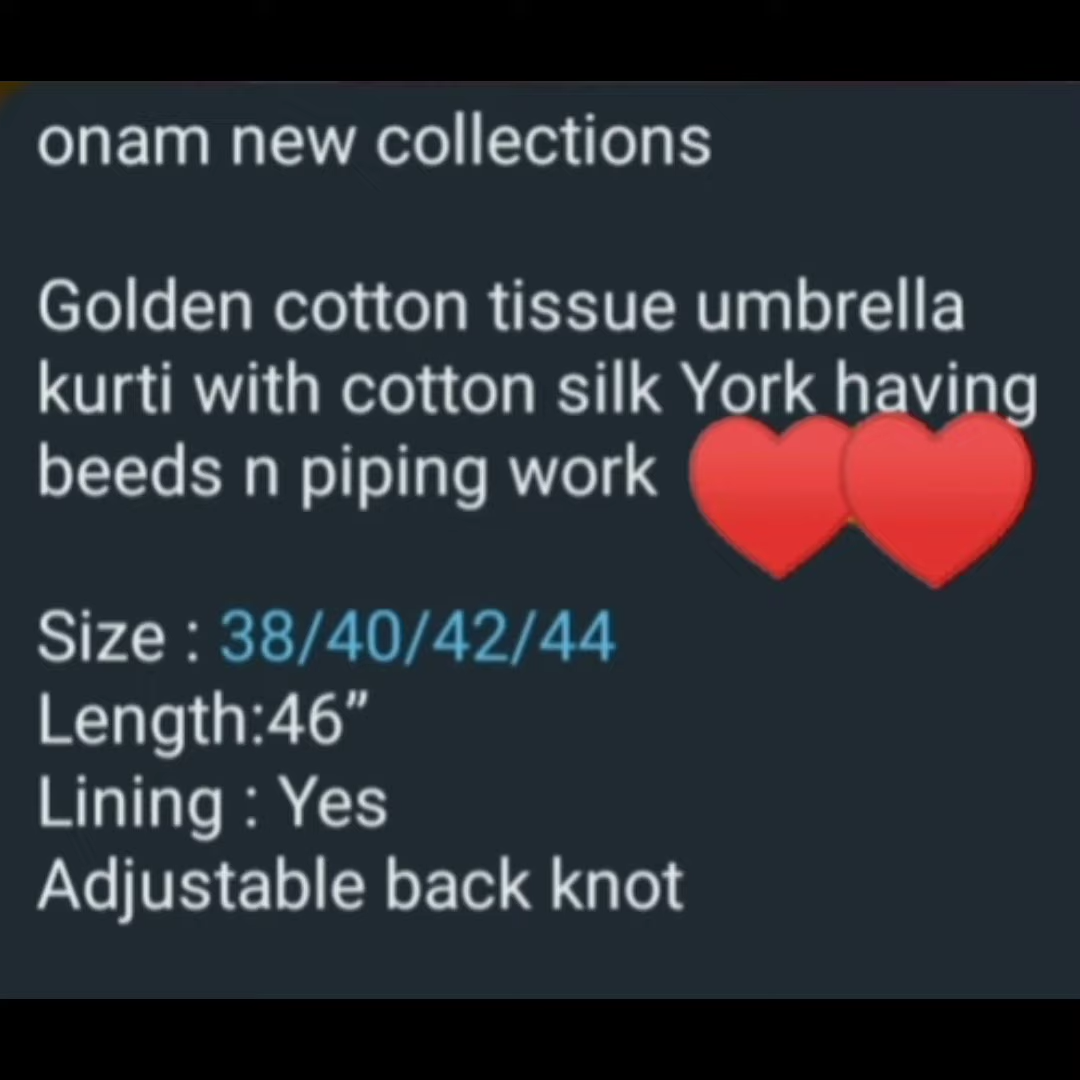 onam new collections
Golden cotton tissue umbrella
kurti with cotton silk York having
beeds n piping work
Size : 38/40/42/44
Length:46”
Lining : Yes
Adjustable back knot